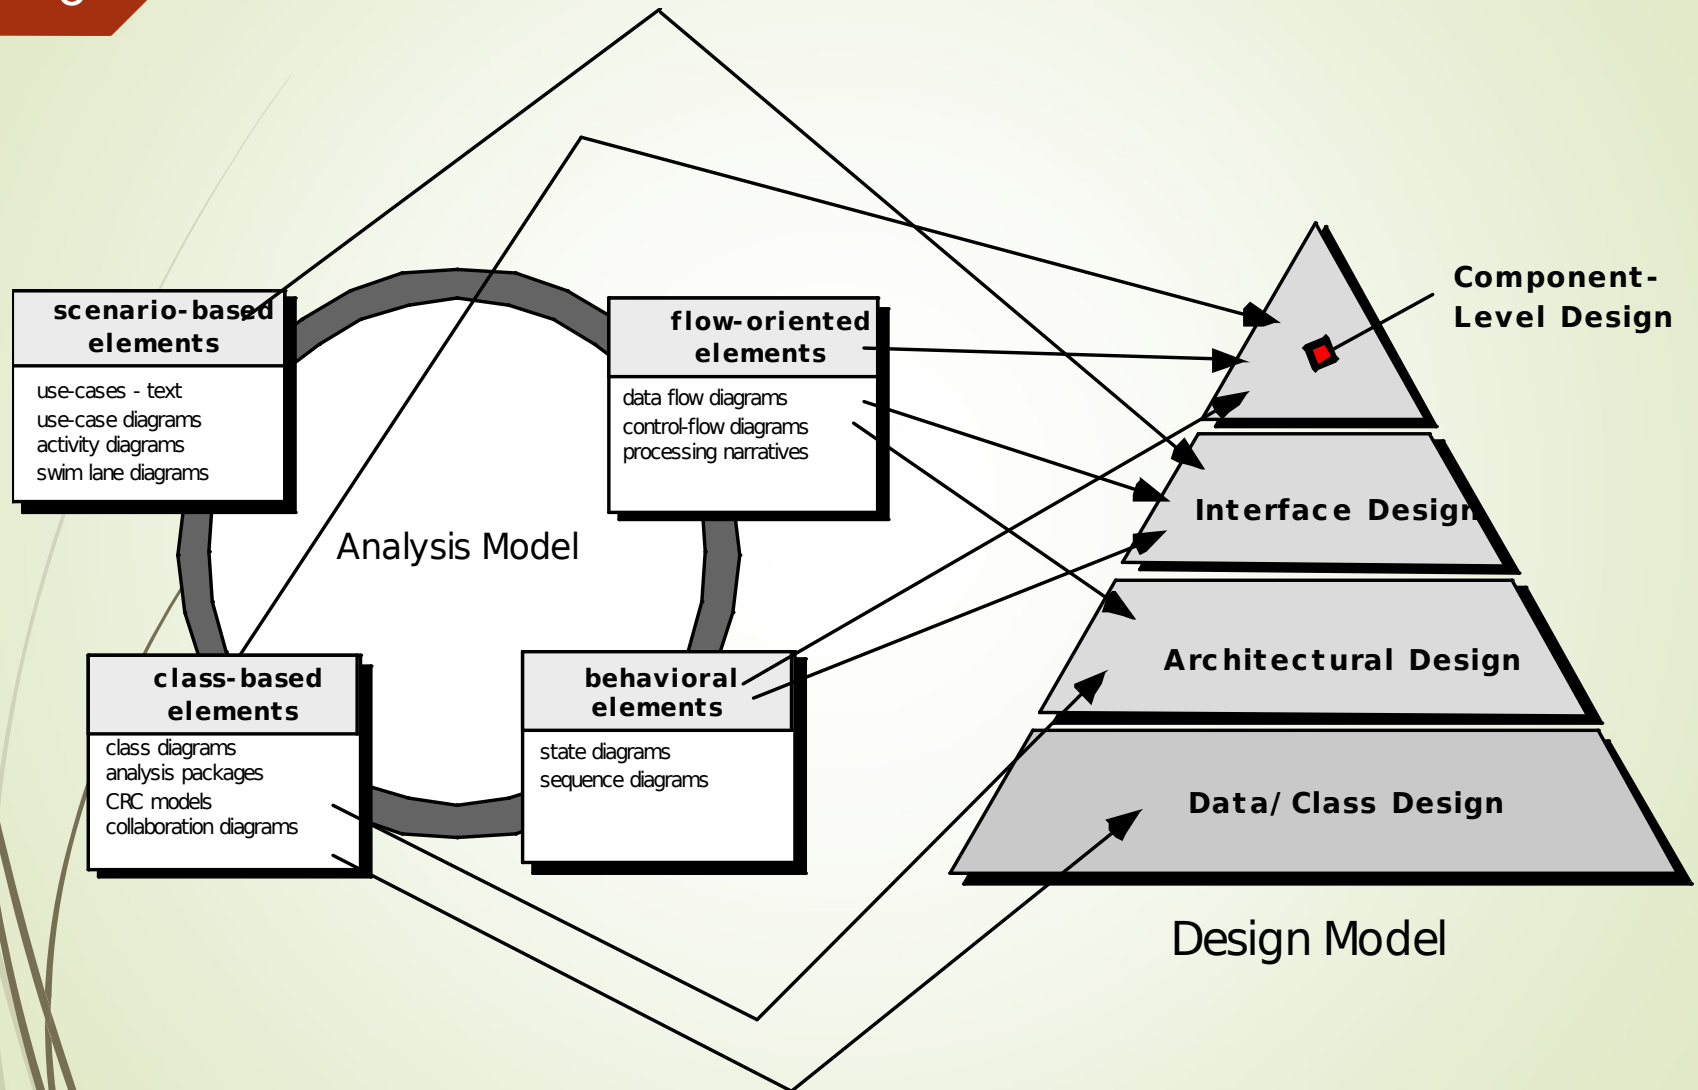 scenario-based
elements
use-cases - text
use-case diagrams
activity diagrams
swim lane diagrams
flow-oriented
elements
data flow diagrams
control-flow diagrams
processing narratives
Analysis Model
class-based
elements
class diagrams
analysis packages
CRC models
collaboration diagrams
behavioral
elements
state diagrams
sequence diagrams
Component-
Level Design
Interface Design
Architectural Design
Data/Class Design
Design Model